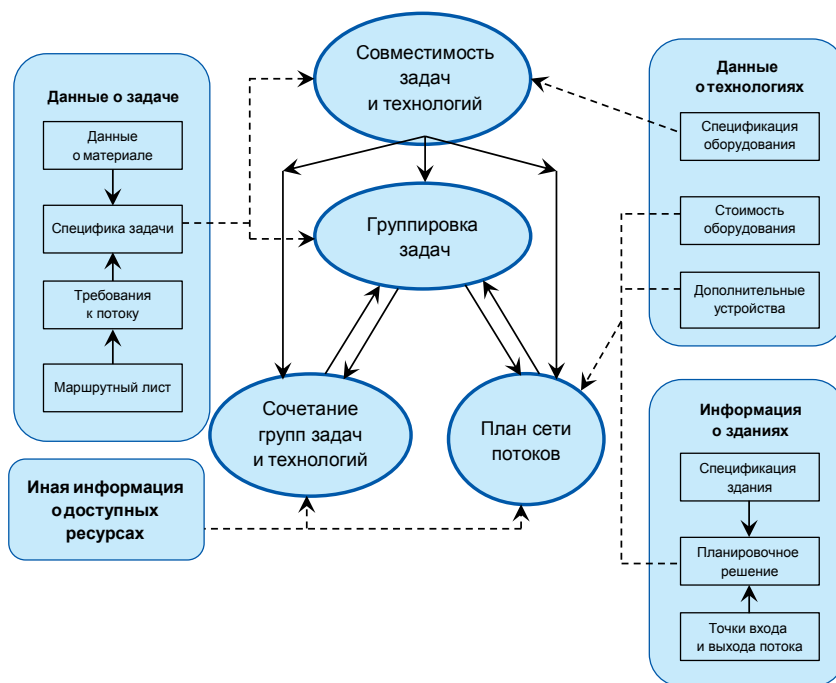 Совместимость
задач
и технологий
Данные о задаче
Данные
о материале
Специфика задачи
Требования
к потоку
Маршрутный лист
Данные
о технологиях
Спецификация
оборудования
Стоимость
оборудования
Дополнительные
устройства
Группировка
задач
Сочетание
групп задач
и технологий
План сети
потоков
Иная информация
о доступных
ресурсах
Информация
о зданиях
Спецификация
здания
Планировочное
решение
Точки входа
и выхода потока